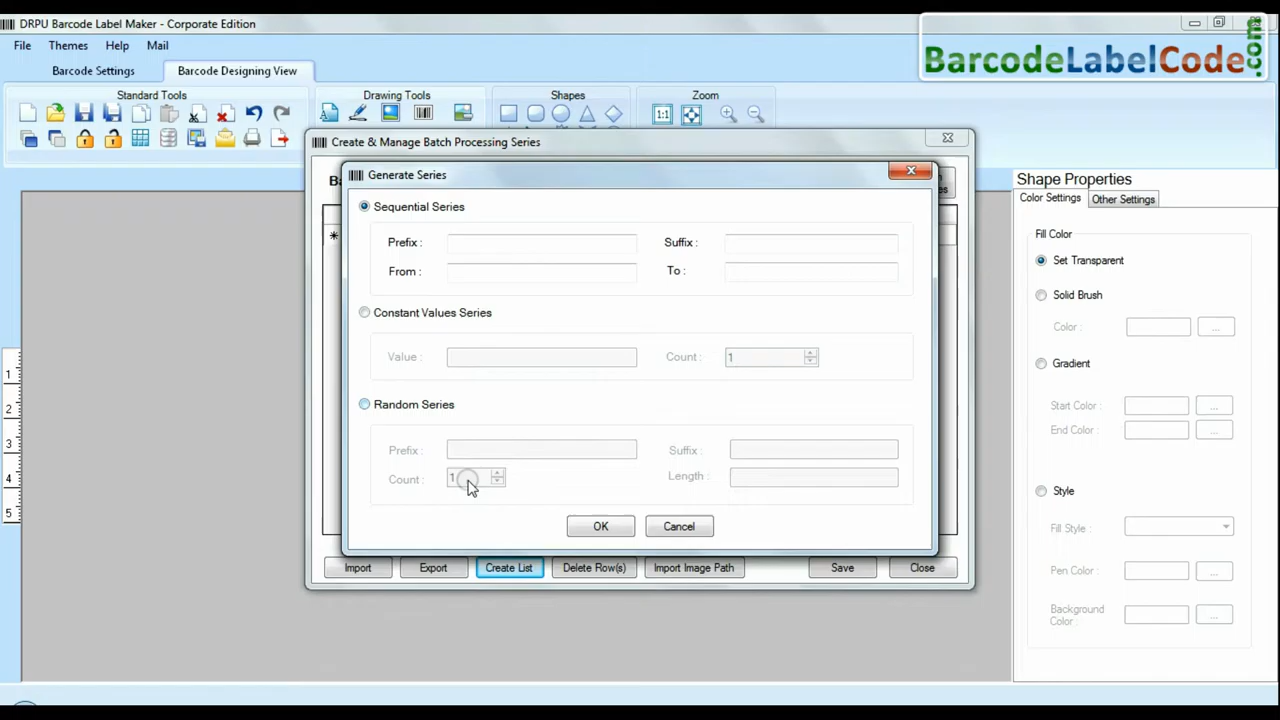 DRPU Barcode Label Maker - Corporate Edition
BarcodeLabelCode.com
File Themes Help Mail
Barcode Settings Barcode Designing View
Standard Tools Drawing Tools Shapes Zoom
1:1
Create & Manage Batch Processing Series
Generate Series
Sequential Series
Prefix : Suffix :
From : To :
Constant Values Series
Value : Count : 1
Random Series
Prefix : Suffix :
Count : 1 Length :
OK Cancel
Import Export Create List Delete Row(s) Import Image Path Save Close
Shape Properties
Color Settings Other Settings
Fill Color
Set Transparent
Solid Brush
Color : ...
Gradient
Start Color : ...
End Color : ...
Style
Fill Style :
Pen Color : ...
Background
Color : ...
1
2
3
4
5